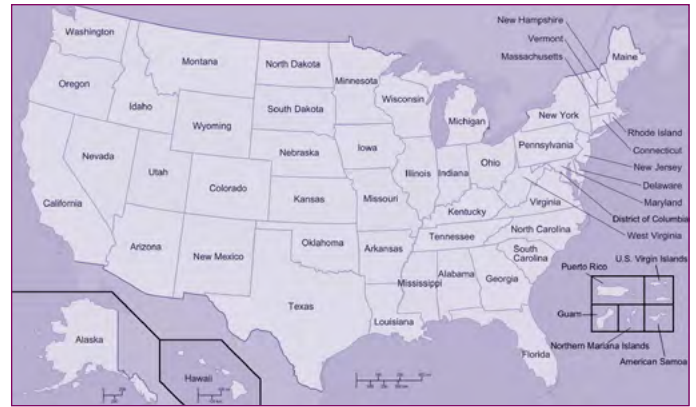 New Hampshire
Vermont
Massachusetts
Washington
Maine
Montana
North Dakota
Minnesota
Oregon
Idaho
Wisconsin
South Dakota
Michigan
New York
Wyoming
Rhode Island
Connecticut
Iowa
Pennsylvania
Nebraska
Nevada
Ohio
New Jersey
Utah
Illinois
Indiana
Delaware
Colorado
Maryland
California
Kansas
Missouri
Virginia
District of Columbia
Kentucky
West Virginia
North Carolina
Tennessee
Oklahoma
Arizona
New Mexico
Arkansas
South
Carolina
U.S. Virgin Islands
Puerto Rico
Alabama
Mississippi
Georgia
Texas
Guam
Louisiana
Alaska
Northern Mariana Islands
Florida
American Samoa
Hawaii